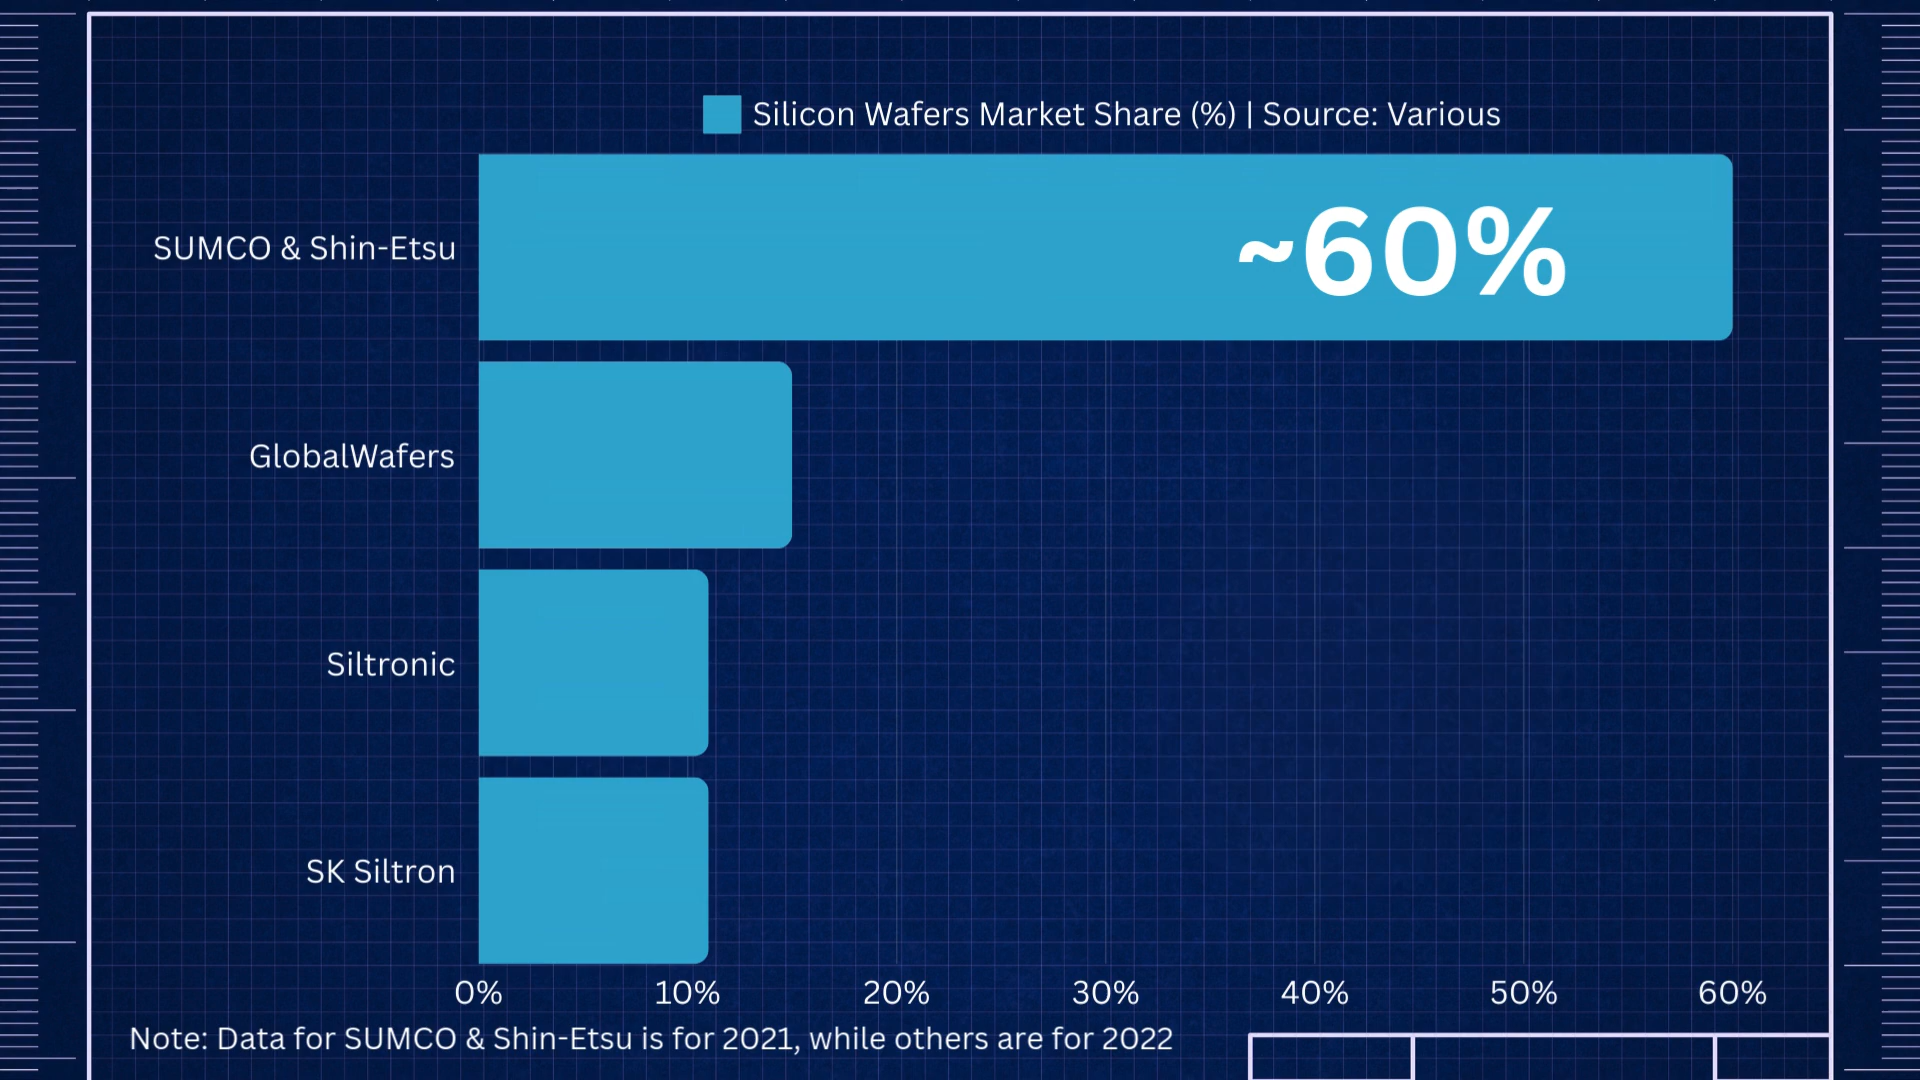 Silicon Wafers Market Share (%) | Source: Various
SUMCO & Shin-Etsu
~60%
GlobalWafers
Siltronic
SK Siltron
0% 10% 20% 30% 40% 50% 60%
Note: Data for SUMCO & Shin-Etsu is for 2021, while others are for 2022